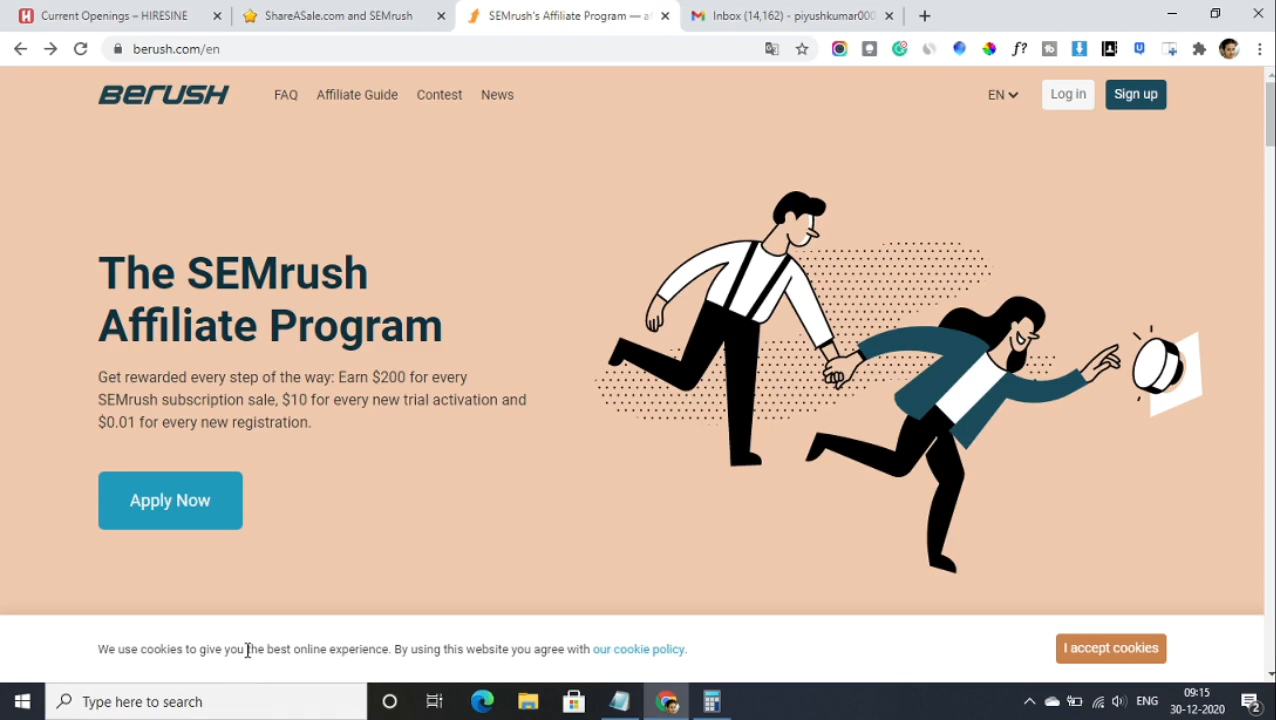 Current Openings – HIRESINE
ShareASale.com and SEMrush
SEMrush's Affiliate Program — a
Inbox (14,162) - piyushkumar000
berush.com/en
BERUSH
FAQ
Affiliate Guide
Contest
News
EN
Log in
Sign up
The SEMrush
Affiliate Program
Get rewarded every step of the way: Earn $200 for every
SEMrush subscription sale, $10 for every new trial activation and
$0.01 for every new registration.
Apply Now
We use cookies to give you the best online experience. By using this website you agree with our cookie policy.
I accept cookies
Type here to search
ENG
09:15
30-12-2020
2